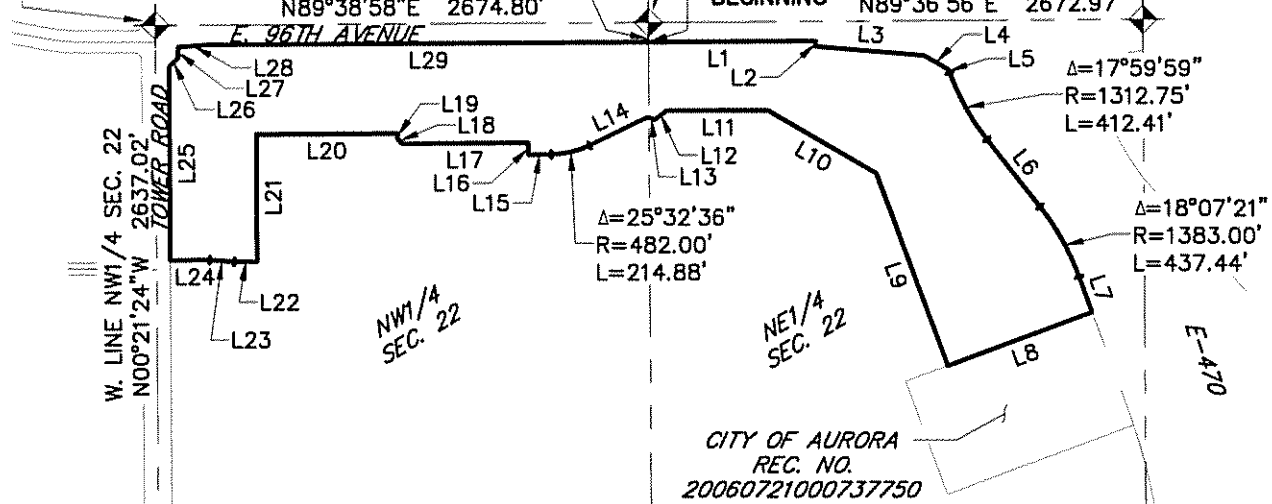 N89°38'58"E 2674.80'
BEGINNING
N89°36'56"E 2672.97'
E. 96TH AVENUE
L29
L1
L2
L3
L4
L5
Δ=17°59'59"
R=1312.75'
L=412.41'
L28
L27
L26
TOWER ROAD
W. LINE NW1/4 SEC. 22
N00°21'24"W 2637.02'
L25
L19
L18
L20
L21
L17
L16
L15
L14
L11
L12
L13
L10
L6
Δ=25°32'36"
R=482.00'
L=214.88'
Δ=18°07'21"
R=1383.00'
L=437.44'
L24
L22
L23
NW1/4
SEC. 22
NE1/4
SEC. 22
L9
L7
L8
E-470
CITY OF AURORA
REC. NO.
20060721000737750